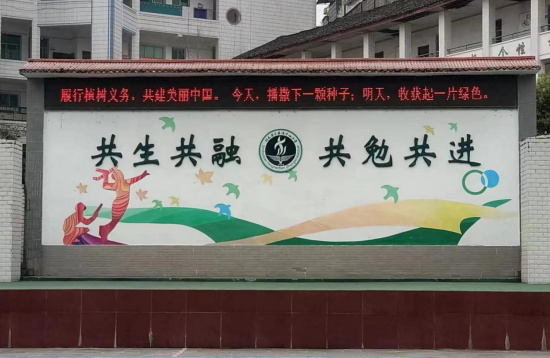 履行植树义务，共建美丽中国。 今天，播撒下一颗种子；明天，收获起一片绿色。
共生共融 共勉共进